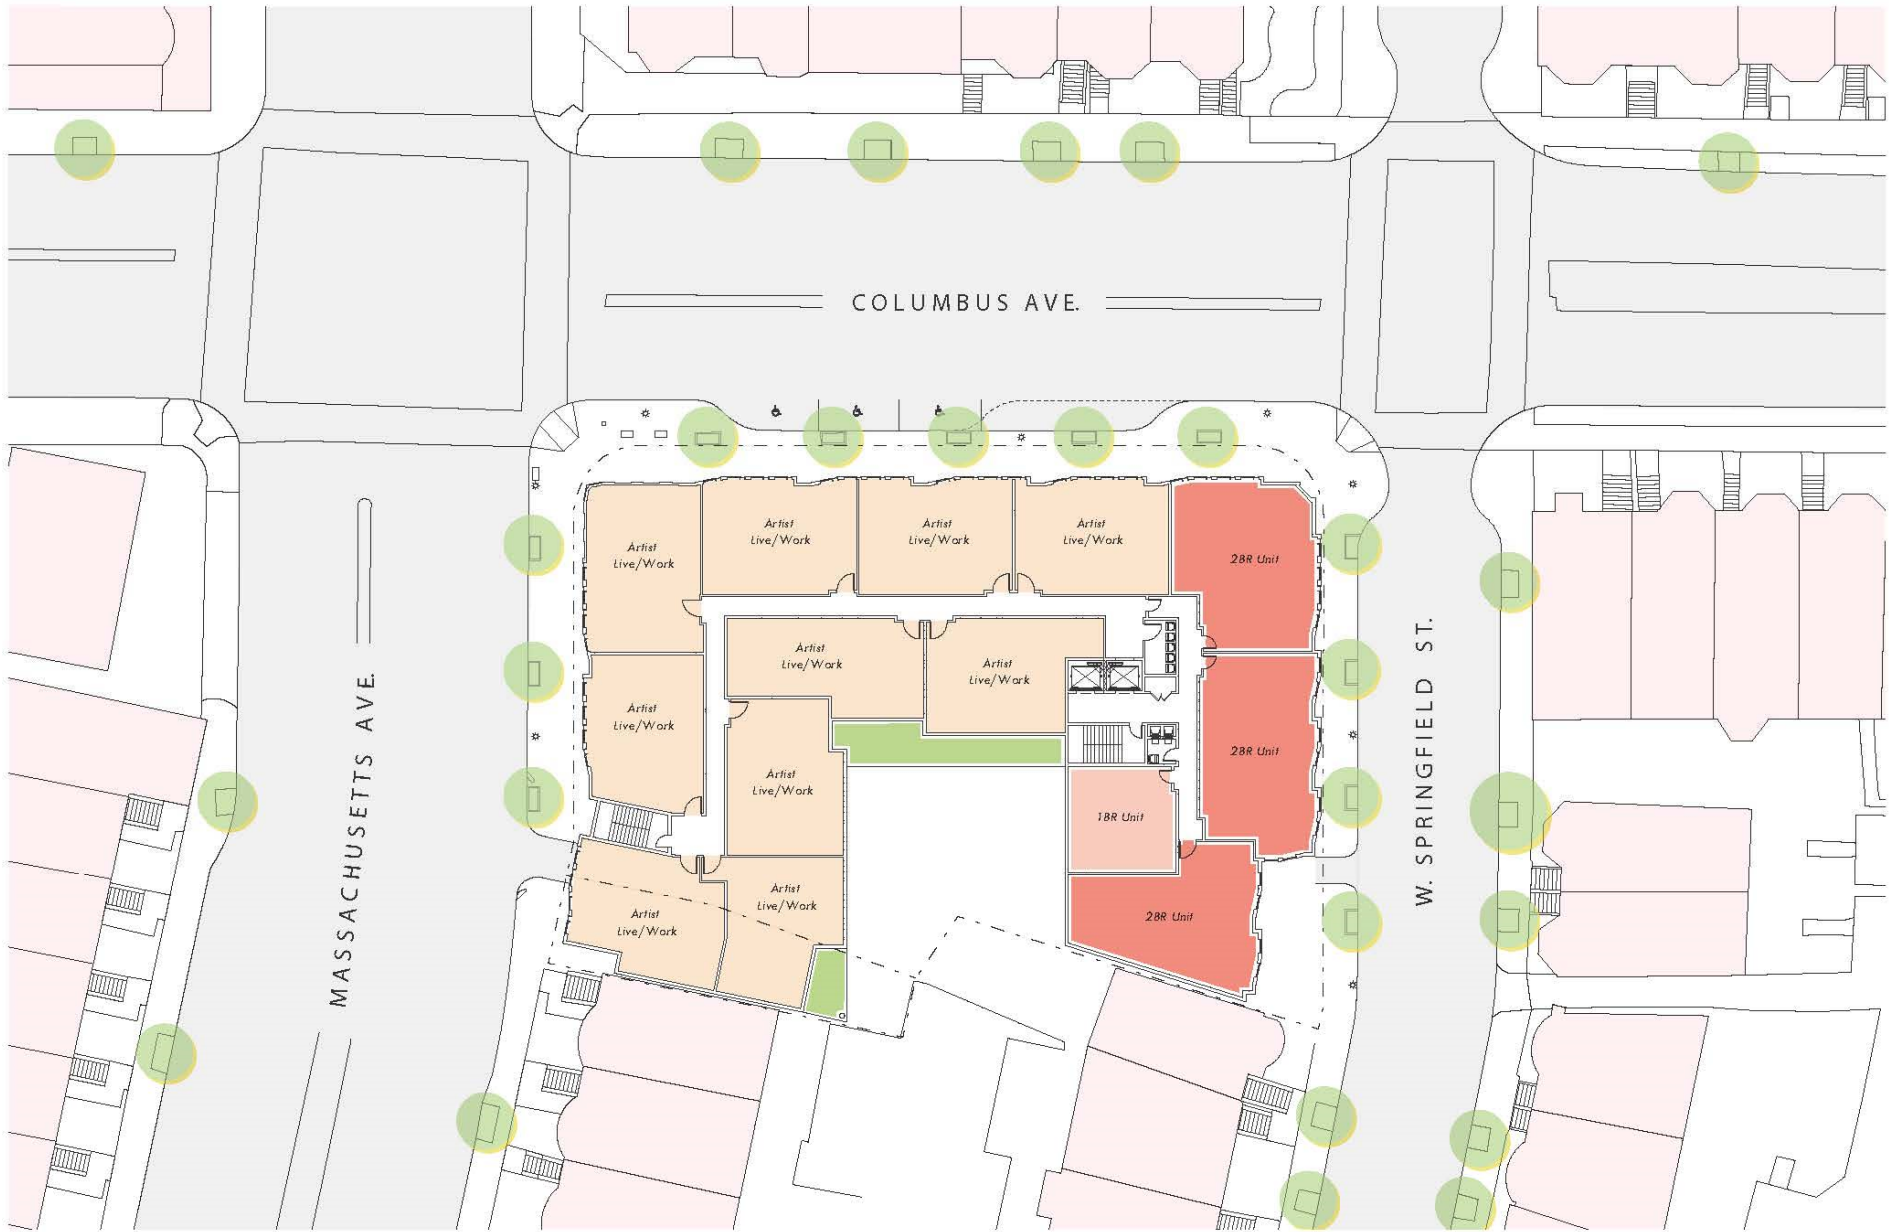 COLUMBUS AVE.
Artist
Live/Work
Artist
Live/Work
Artist
Live/Work
Artist
Live/Work
2BR Unit
Artist
Live/Work
Artist
Live/Work
Artist
Live/Work
2BR Unit
Artist
Live/Work
1BR Unit
Artist
Live/Work
Artist
Live/Work
2BR Unit
MASSACHUSETTS AVE.
W. SPRINGFIELD ST.